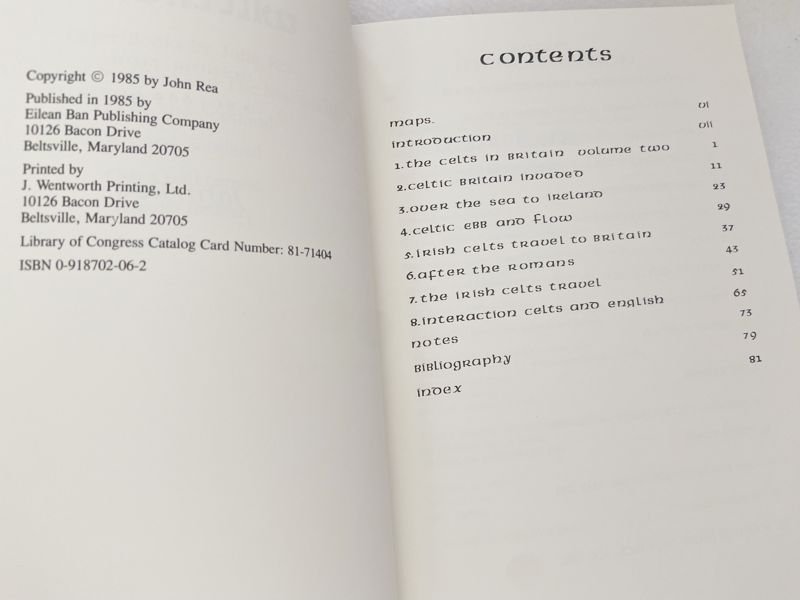 Copyright © 1985 by John Rea
Published in 1985 by
Eilean Ban Publishing Company
10126 Bacon Drive
Beltsville, Maryland 20705
Printed by
J. Wentworth Printing, Ltd.
10126 Bacon Drive
Beltsville, Maryland 20705
Library of Congress Catalog Card Number: 81-71404
ISBN 0-918702-06-2
contents
maps. vi
introduction vii
1.the celts in britain volume two 1
2.celtic britain invaded 11
3.over the sea to ireland 23
4.celtic ebb and flow 29
5.irish celts travel to britain 37
6.after the romans 43
7.the irish celts travel 51
8.interaction celts and english 65
notes 73
bibliography 79
index 81